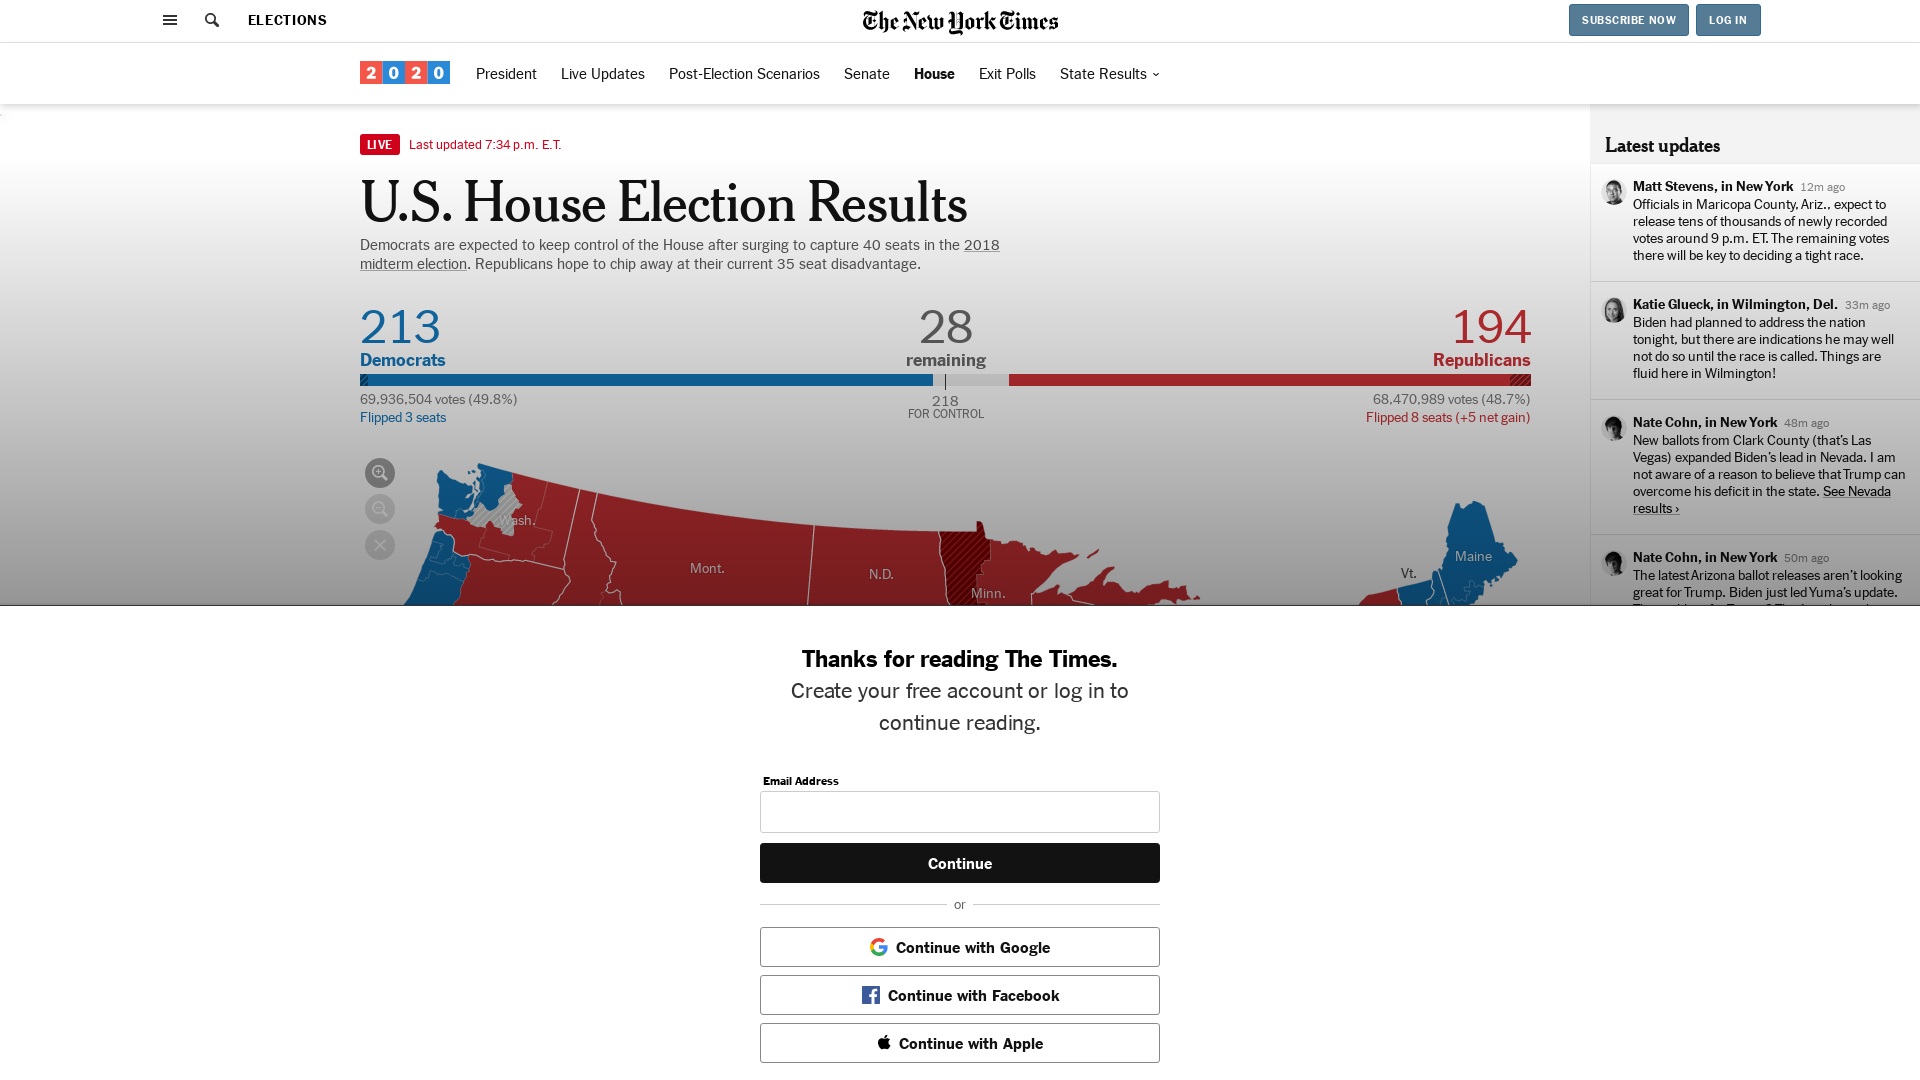 ELECTIONS
The New York Times
SUBSCRIBE NOW
LOG IN
2020
President
Live Updates
Post-Election Scenarios
Senate
House
Exit Polls
State Results
LIVE
Last updated 7:34 p.m. E.T.
U.S. House Election Results
Democrats are expected to keep control of the House after surging to capture 40 seats in the 2018
midterm election. Republicans hope to chip away at their current 35 seat disadvantage.
213
Democrats
28
remaining
194
Republicans
69,936,504 votes (49.8%)
Flipped 3 seats
218
FOR CONTROL
68,470,989 votes (48.7%)
Flipped 8 seats (+5 net gain)
Wash.
Mont.
N.D.
Minn.
Vt.
Maine
Latest updates
Matt Stevens, in New York 12m ago
Officials in Maricopa County, Ariz., expect to
release tens of thousands of newly recorded
votes around 9 p.m. ET. The remaining votes
there will be key to deciding a tight race.
Katie Glueck, in Wilmington, Del. 33m ago
Biden had planned to address the nation
tonight, but there are indications he may well
not do so until the race is called. Things are
fluid here in Wilmington!
Nate Cohn, in New York 48m ago
New ballots from Clark County (that’s Las
Vegas) expanded Biden’s lead in Nevada. I am
not aware of a reason to believe that Trump can
overcome his deficit in the state. See Nevada
results ›
Nate Cohn, in New York 50m ago
The latest Arizona ballot releases aren’t looking
great for Trump. Biden just led Yuma’s update.
Thanks for reading The Times.
Create your free account or log in to
continue reading.
Email Address
Continue
or
Continue with Google
Continue with Facebook
Continue with Apple